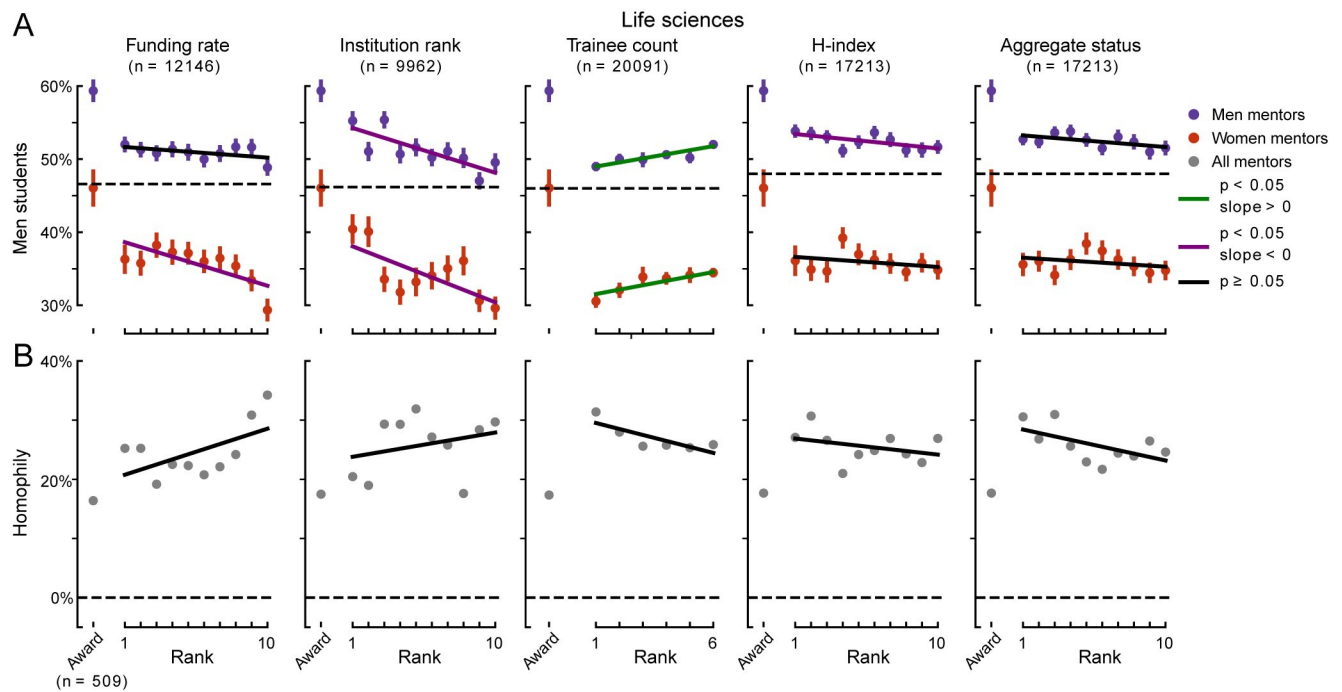 A
Life sciences
Funding rate
(n = 12146)
Institution rank
(n = 9962)
Trainee count
(n = 20091)
H-index
(n = 17213)
Aggregate status
(n = 17213)
Men students
60%
50%
40%
30%
Men mentors
Women mentors
All mentors
p < 0.05
slope > 0
p < 0.05
slope < 0
p ≥ 0.05
B
Homophily
40%
20%
0%
Award
1
Rank
10
Award
1
Rank
10
Award
1
Rank
6
Award
1
Rank
10
Award
1
Rank
10
(n = 509)